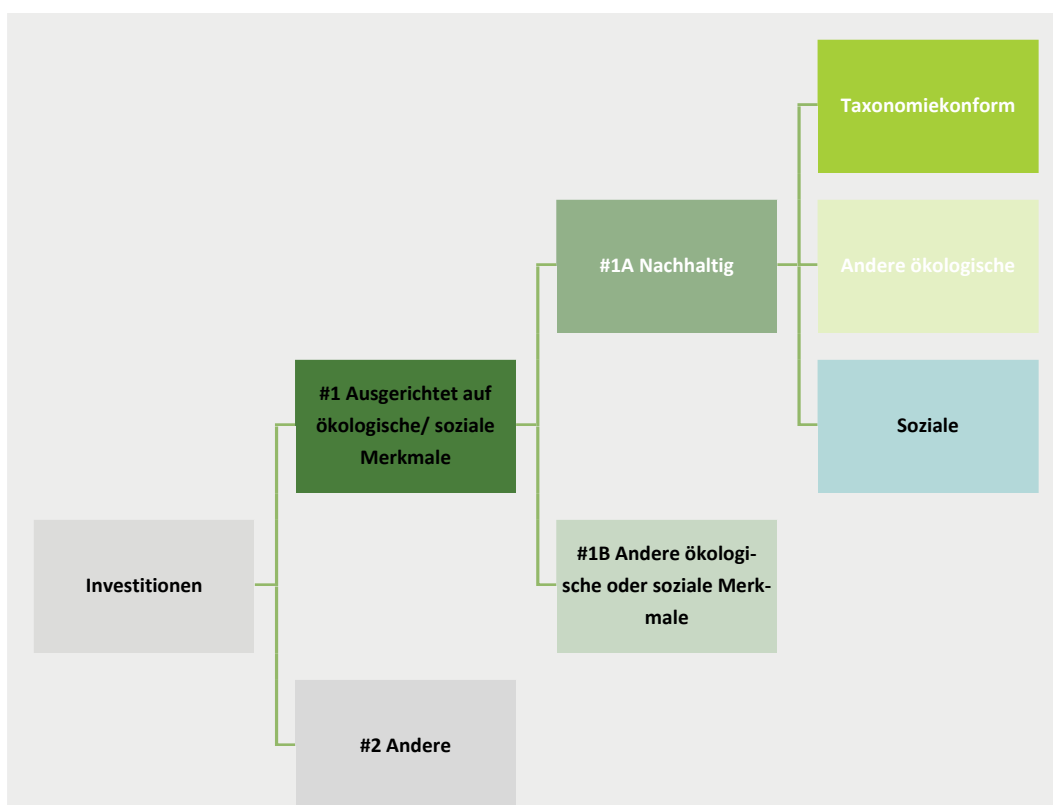 Taxonomiekonform
#1A Nachhaltig
Andere ökologische
#1 Ausgerichtet auf
ökologische/ soziale
Merkmale
Soziale
Investitionen
#1B Andere ökologi-
sche oder soziale Merk-
male
#2 Andere